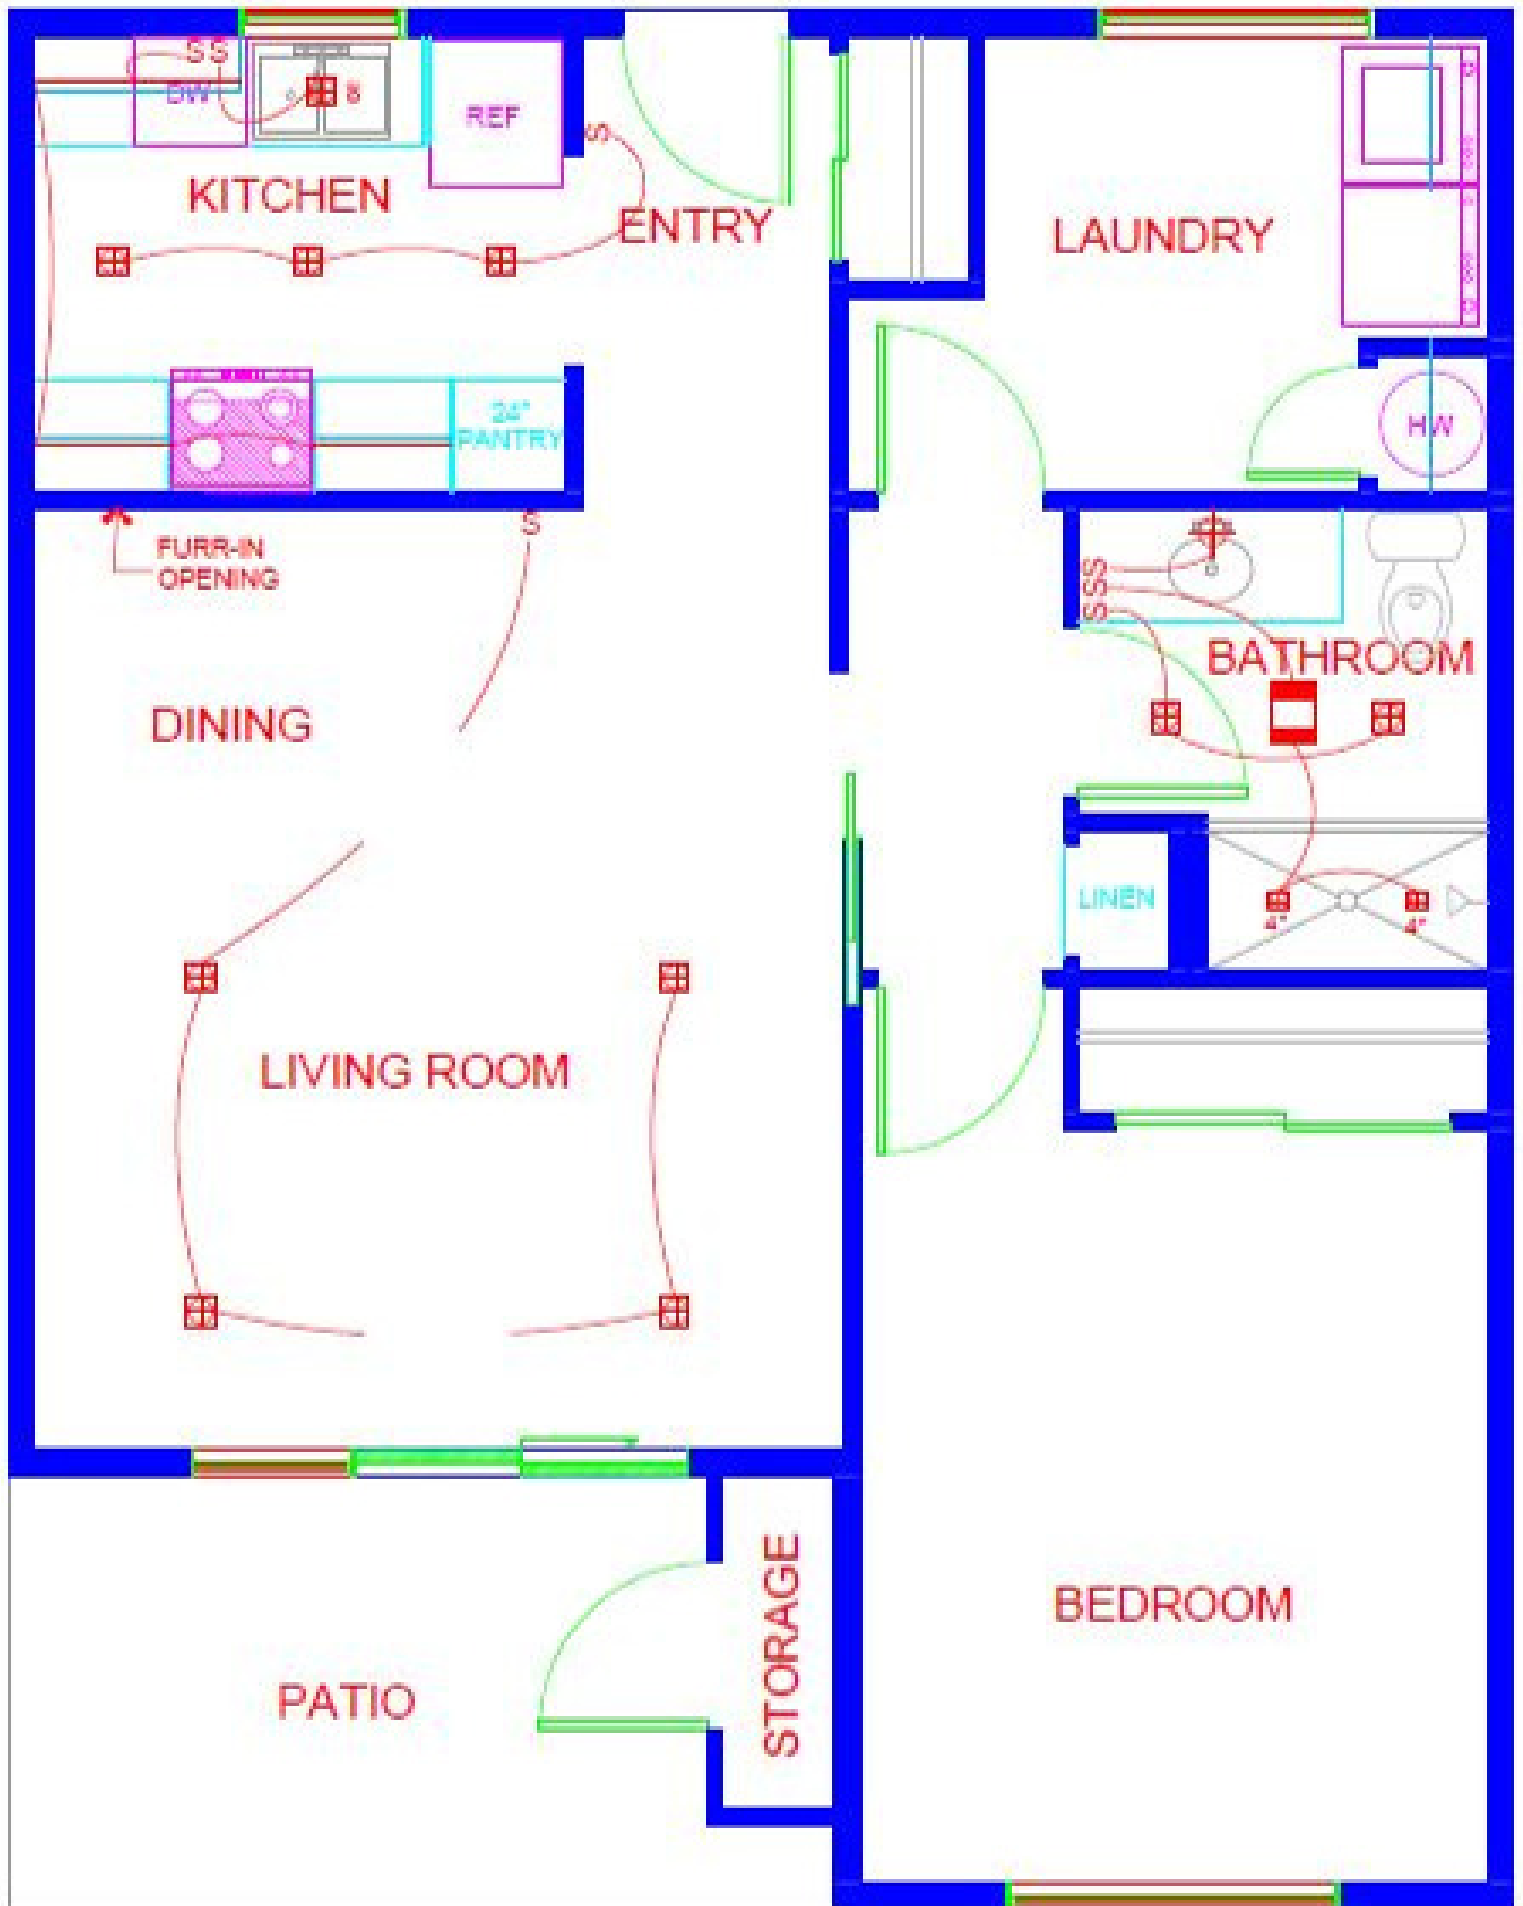 S S
DW
8
REF
S
KITCHEN
ENTRY
LAUNDRY
24"
PANTRY
HW
S
FURR-IN
OPENING
S
S
S
BATHROOM
DINING
LINEN
4"
4"
LIVING ROOM
STORAGE
BEDROOM
PATIO